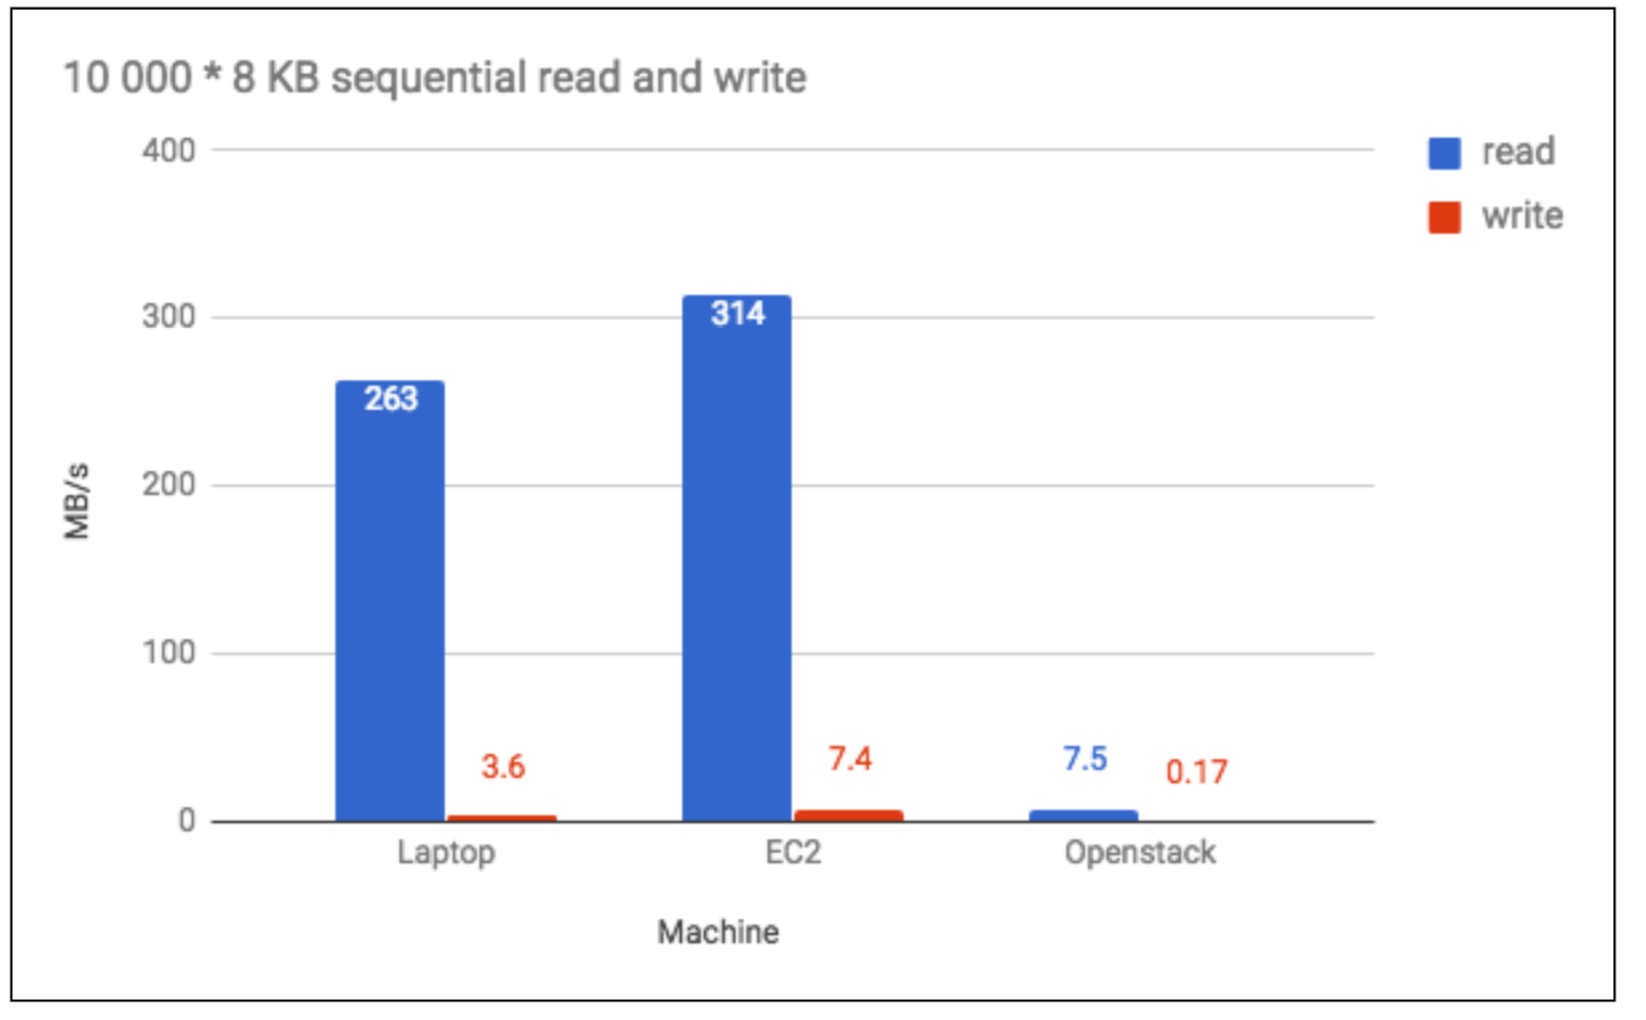 10 000 * 8 KB sequential read and write
read
write
400
300
200
100
0
MB/s
263
3.6
314
7.4
7.5
0.17
Laptop
EC2
Openstack
Machine